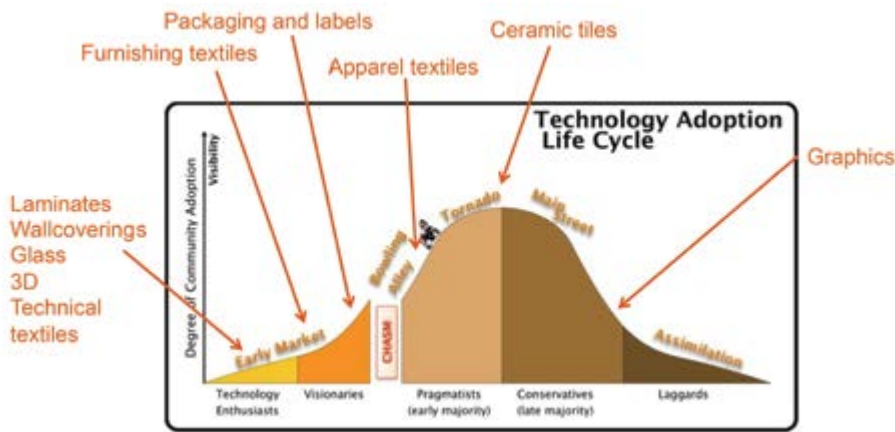 Packaging and labels
Furnishing textiles
Ceramic tiles
Apparel textiles
Technology Adoption
Life Cycle
Graphics
Laminates
Wallcoverings
Glass
3D
Technical
textiles
Degree of Community Adoption
Visibility
Early Market
Bowling
Alley
Tornado
Main
Street
Assimilation
CHASM
Technology
Enthusiasts
Visionaries
Pragmatists
(early majority)
Conservatives
(late majority)
Laggards